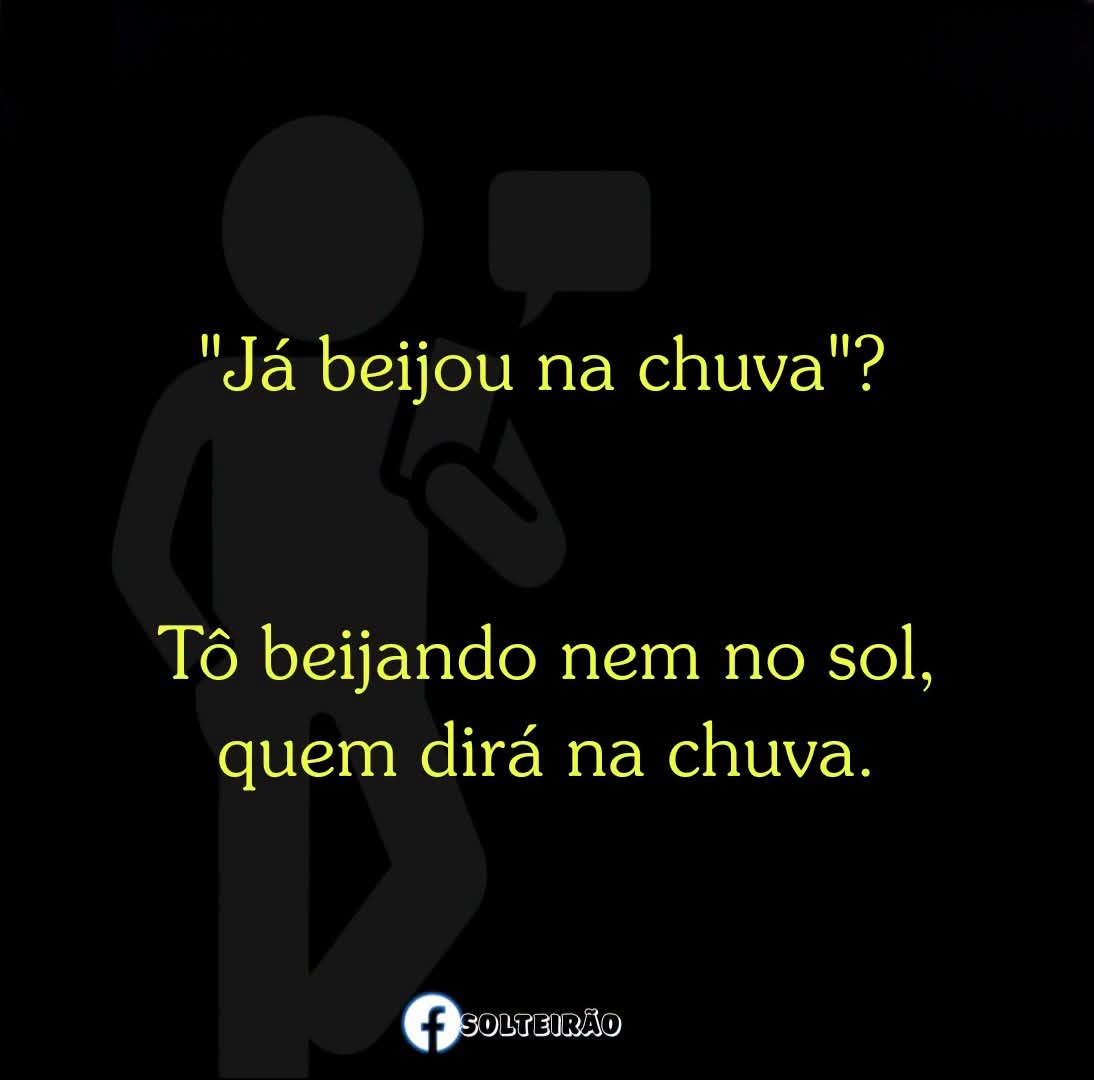 "Já beijou na chuva"?
Tô beijando nem no sol,
quem dirá na chuva.
SOLTEIRÃO